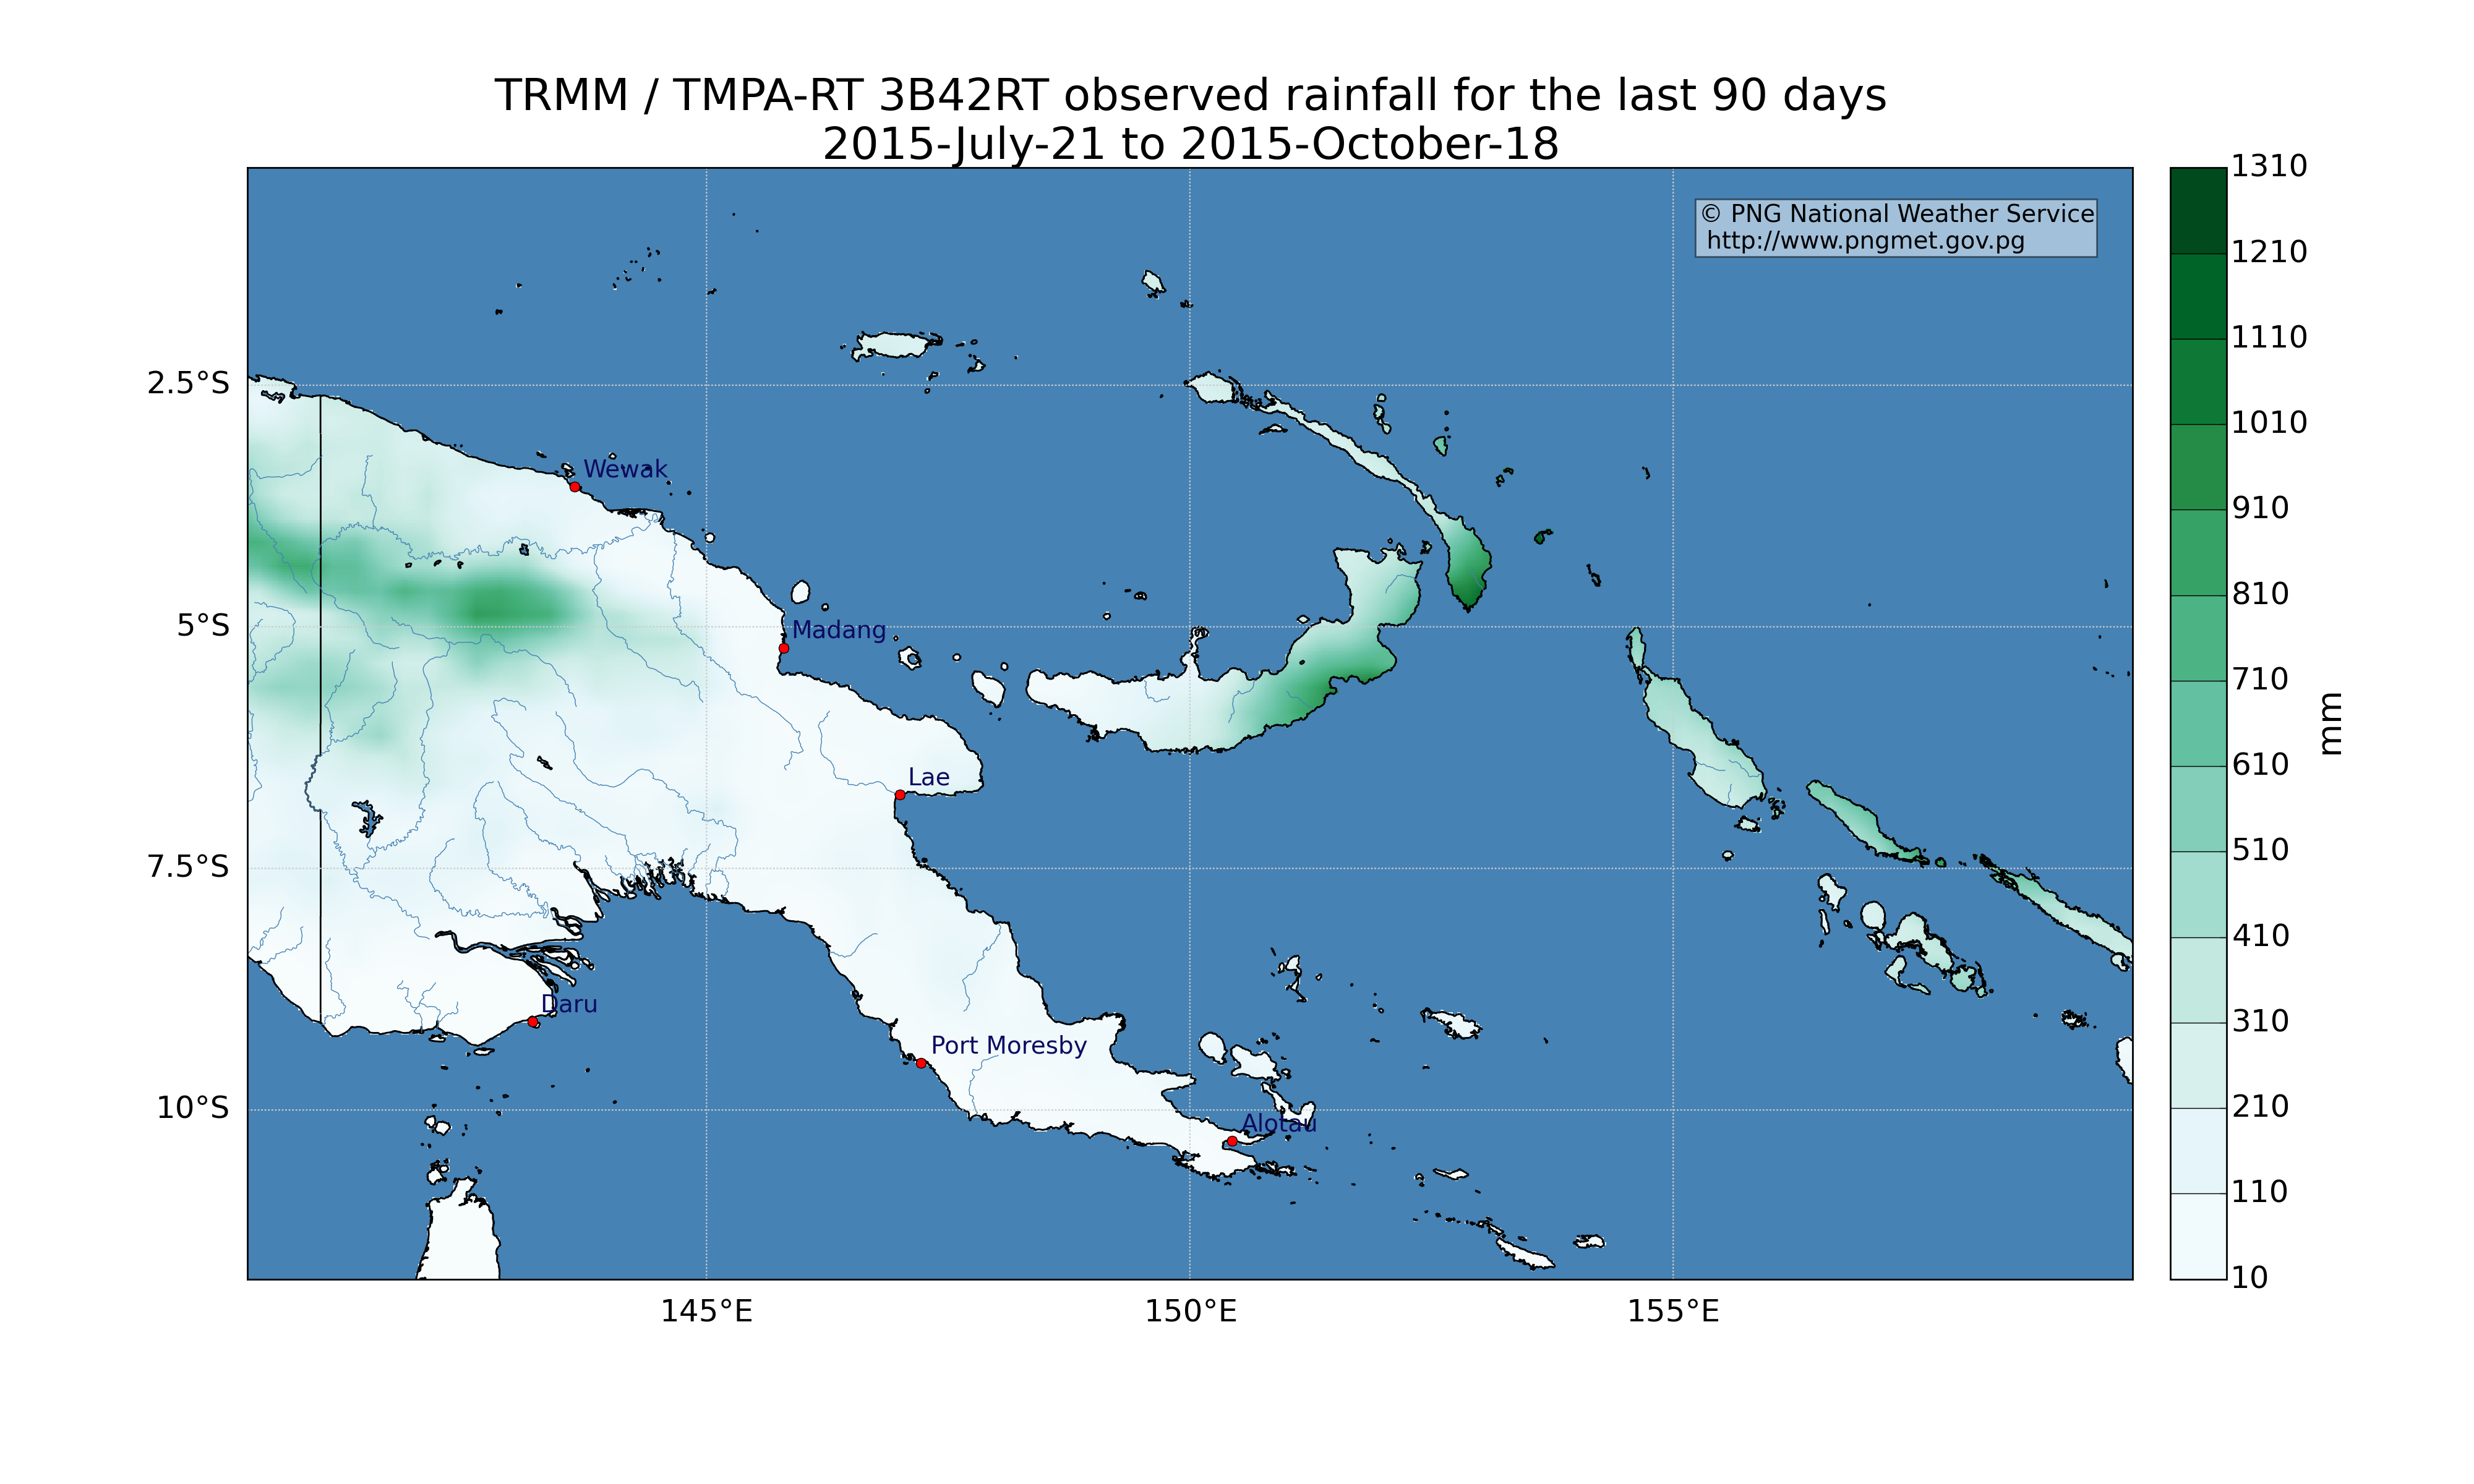 TRMM / TMPA-RT 3B42RT observed rainfall for the last 90 days
2015-July-21 to 2015-October-18
© PNG National Weather Service
http://www.pngmet.gov.pg
1310
1210
1110
1010
910
810
710
610
510
410
310
210
110
10
mm
2.5°S
5°S
7.5°S
10°S
Wewak
Madang
Lae
Daru
Port Moresby
Alotau
145°E
150°E
155°E